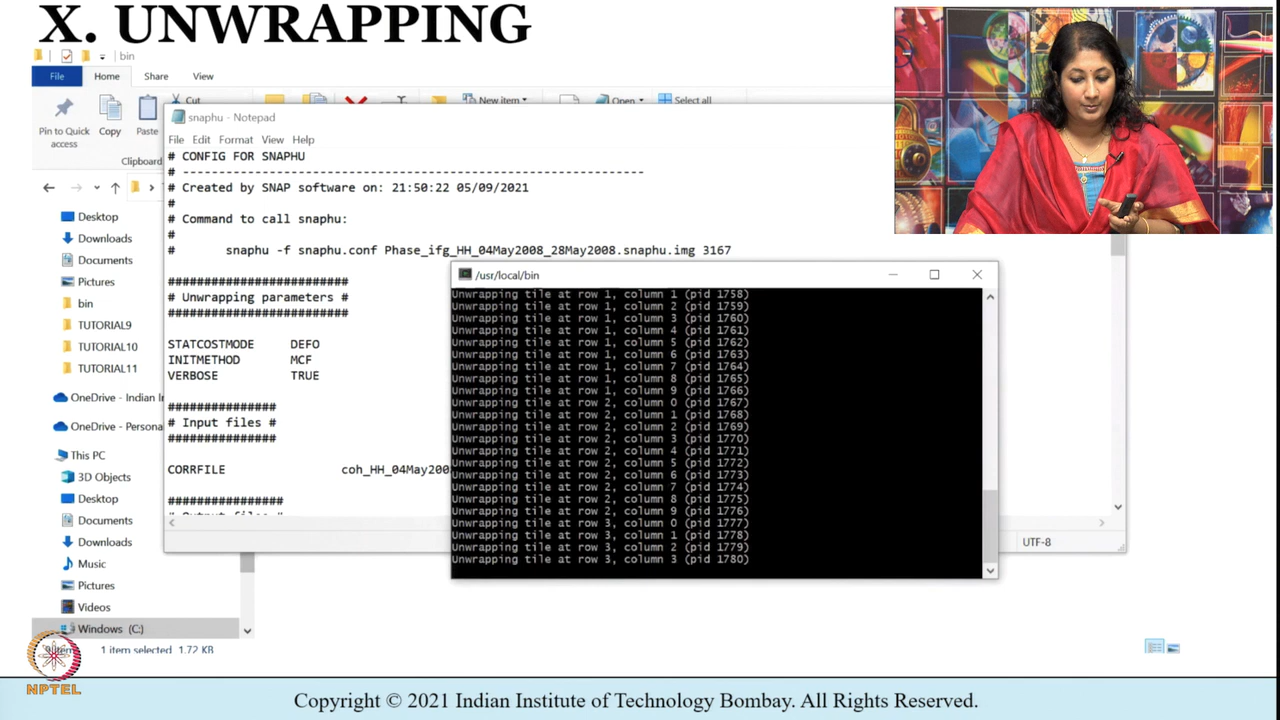 X. UNWRAPPING
bin
File Home Share View
Cut
New item
Open
Select all
Pin to Quick access
Copy
Paste
Clipboard
snaphu - Notepad
File Edit Format View Help
# CONFIG FOR SNAPHU
# ---------------------------------------------------------------
# Created by SNAP software on: 21:50:22 05/09/2021
#
# Command to call snaphu:
#
# snaphu -f snaphu.conf Phase_ifg_HH_04May2008_28May2008.snaphu.img 3167
#########################
# Unwrapping parameters #
#########################
STATCOSTMODE DEFO
INITMETHOD MCF
VERBOSE TRUE
###############
# Input files #
###############
CORRFILE coh_HH_04May200
################
# Output files #
UTF-8
/usr/local/bin
Unwrapping tile at row 1, column 1 (pid 1758)
Unwrapping tile at row 1, column 2 (pid 1759)
Unwrapping tile at row 1, column 3 (pid 1760)
Unwrapping tile at row 1, column 4 (pid 1761)
Unwrapping tile at row 1, column 5 (pid 1762)
Unwrapping tile at row 1, column 6 (pid 1763)
Unwrapping tile at row 1, column 7 (pid 1764)
Unwrapping tile at row 1, column 8 (pid 1765)
Unwrapping tile at row 1, column 9 (pid 1766)
Unwrapping tile at row 2, column 0 (pid 1767)
Unwrapping tile at row 2, column 1 (pid 1768)
Unwrapping tile at row 2, column 2 (pid 1769)
Unwrapping tile at row 2, column 3 (pid 1770)
Unwrapping tile at row 2, column 4 (pid 1771)
Unwrapping tile at row 2, column 5 (pid 1772)
Unwrapping tile at row 2, column 6 (pid 1773)
Unwrapping tile at row 2, column 7 (pid 1774)
Unwrapping tile at row 2, column 8 (pid 1775)
Unwrapping tile at row 2, column 9 (pid 1776)
Unwrapping tile at row 3, column 0 (pid 1777)
Unwrapping tile at row 3, column 1 (pid 1778)
Unwrapping tile at row 3, column 2 (pid 1779)
Unwrapping tile at row 3, column 3 (pid 1780)
Desktop
Downloads
Documents
Pictures
bin
TUTORIAL9
TUTORIAL10
TUTORIAL11
OneDrive - Indian I
OneDrive - Persona
This PC
3D Objects
Desktop
Documents
Downloads
Music
Pictures
Videos
Windows (C:)
1 item selected 1.72 KB
NPTEL
Copyright © 2021 Indian Institute of Technology Bombay. All Rights Reserved.